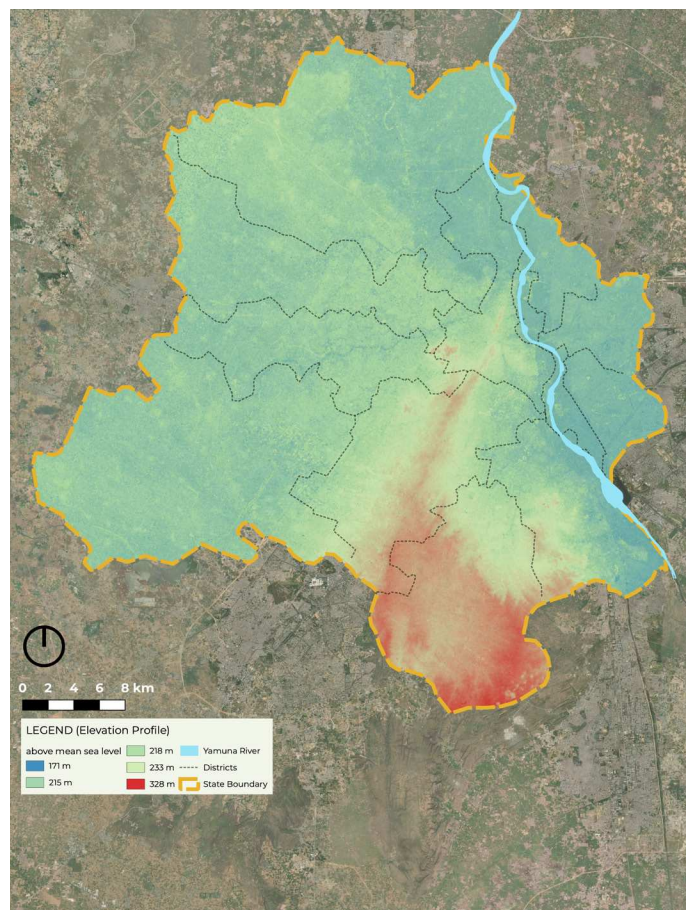 0 2 4 6 8 km
LEGEND (Elevation Profile)
above mean sea level
171 m
215 m
218 m
233 m
328 m
Yamuna River
Districts
State Boundary